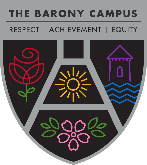 THE BARONY CAMPUS
RESPECT | ACHIEVEMENT | EQUITY